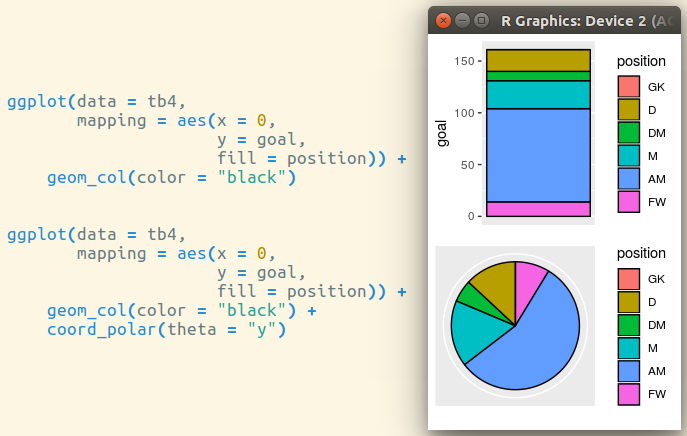 ggplot(data = tb4,
mapping = aes(x = 0,
y = goal,
fill = position)) +
geom_col(color = "black")
ggplot(data = tb4,
mapping = aes(x = 0,
y = goal,
fill = position)) +
geom_col(color = "black") +
coord_polar(theta = "y")
R Graphics: Device 2 (AC
150
100
50
0
goal
position
GK
D
DM
M
AM
FW
position
GK
D
DM
M
AM
FW